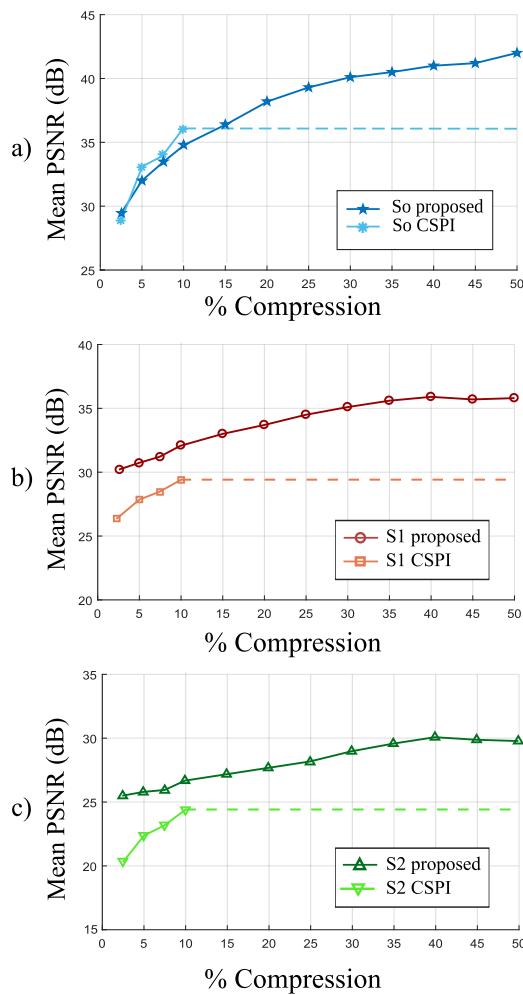 45
40
35
30
25
0 5 10 15 20 25 30 35 40 45 50
Mean PSNR (dB)
% Compression
a)
So proposed
So CSPI
40
35
30
25
20
0 5 10 15 20 25 30 35 40 45 50
Mean PSNR (dB)
% Compression
b)
S1 proposed
S1 CSPI
35
30
25
20
15
0 5 10 15 20 25 30 35 40 45 50
Mean PSNR (dB)
% Compression
c)
S2 proposed
S2 CSPI